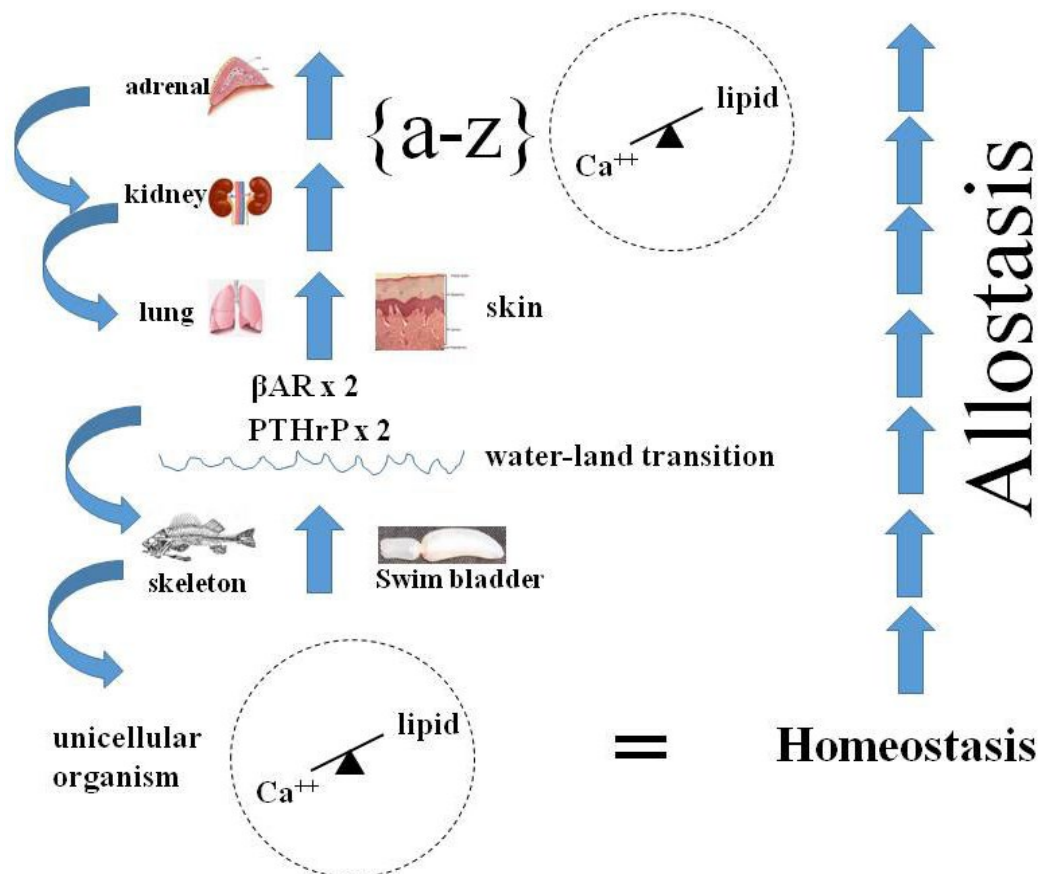 adrenal
{a-z}
lipid
Ca⁺⁺
kidney
lung
skin
βAR x 2
PTHrP x 2
water-land transition
skeleton
Swim bladder
unicellular
organism
lipid
Ca⁺⁺
=
Homeostasis
Allostasis